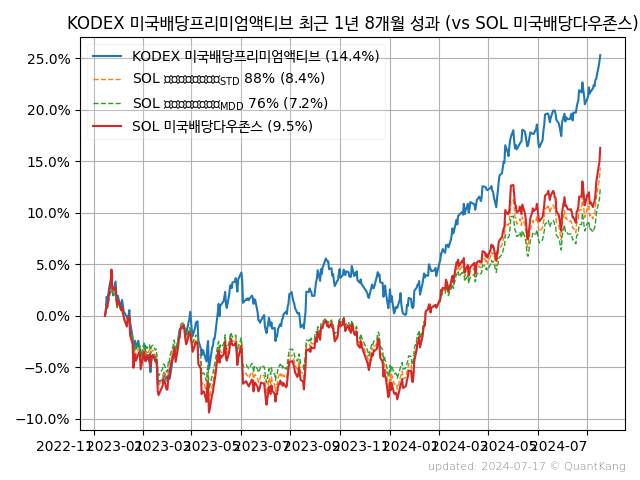 KODEX 미국배당프리미엄액티브 최근 1년 8개월 성과 (vs SOL 미국배당다우존스)
KODEX 미국배당프리미엄액티브 (14.4%)
SOL STD 88% (8.4%)
SOL MDD 76% (7.2%)
SOL 미국배당다우존스 (9.5%)
25.0%
20.0%
15.0%
10.0%
5.0%
0.0%
−5.0%
−10.0%
2022-11 2023-01 2023-03 2023-05 2023-07 2023-09 2023-11 2024-01 2024-03 2024-05 2024-07
updated: 2024-07-17 © QuantKang